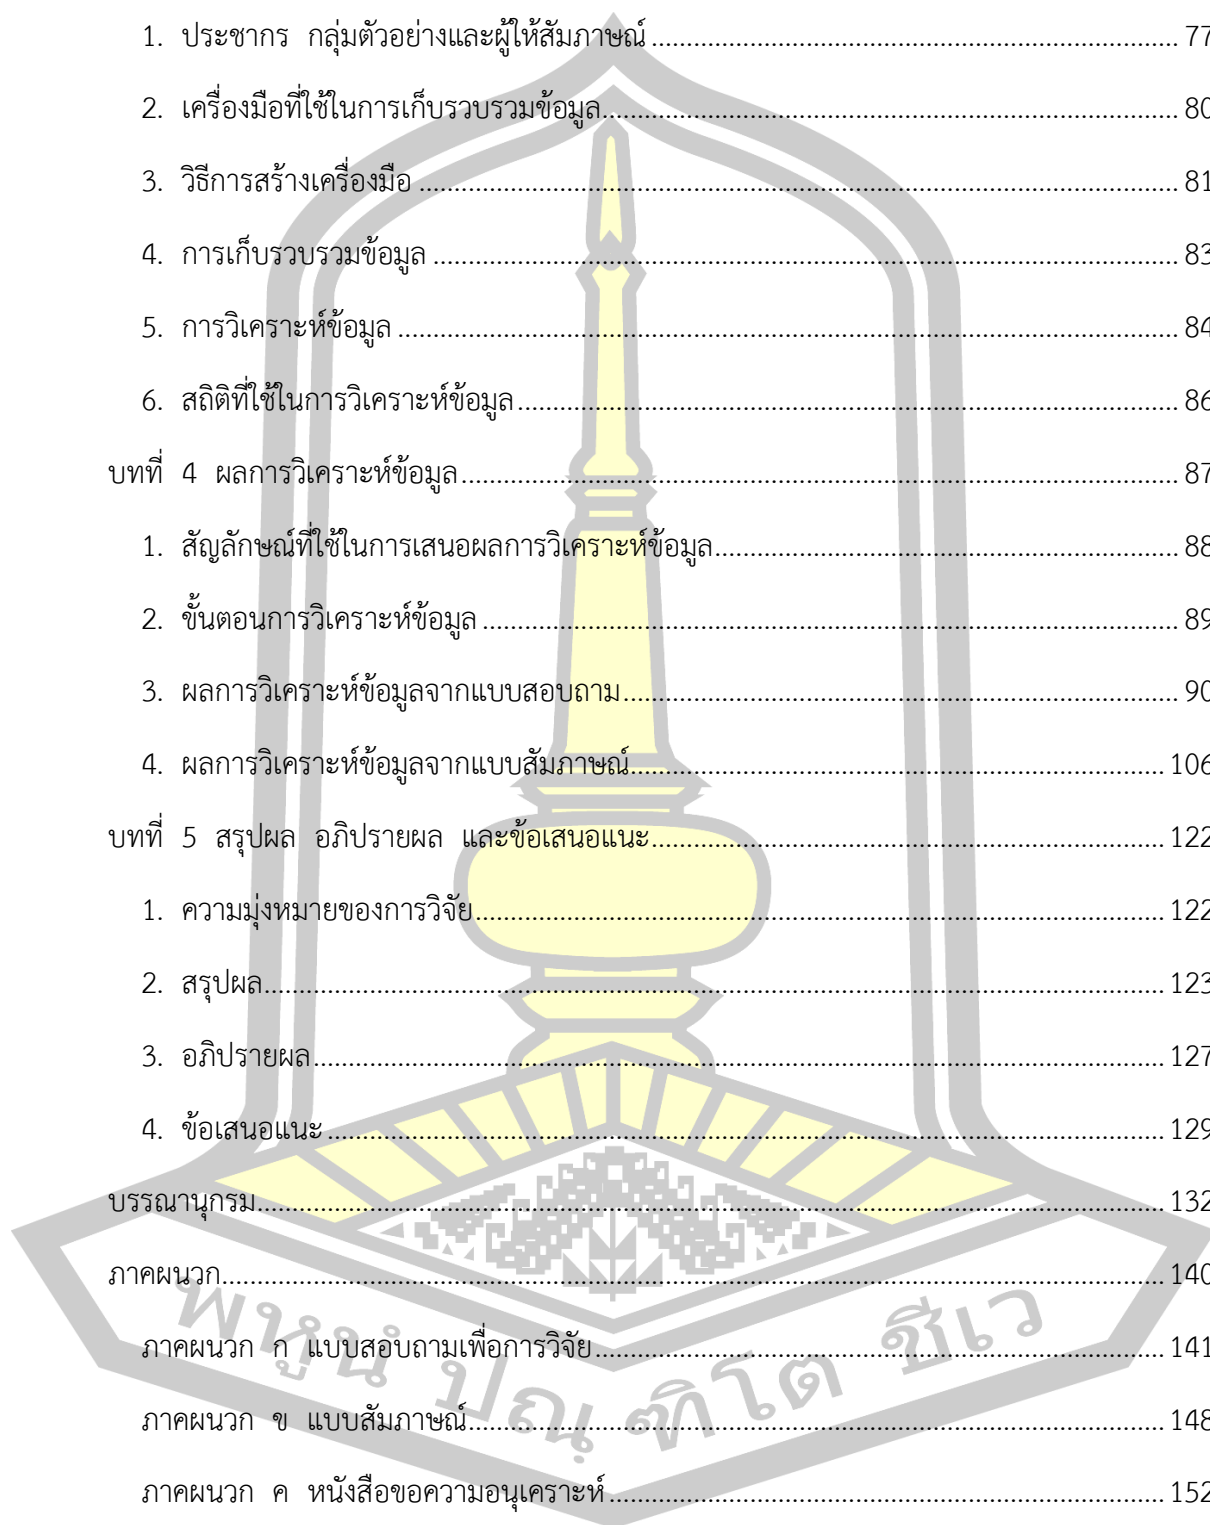 1. ประชากร กลุ่มตัวอย่างและผู้ให้สัมภาษณ์ 77
2. เครื่องมือที่ใช้ในการเก็บรวบรวมข้อมูล 80
3. วิธีการสร้างเครื่องมือ 81
4. การเก็บรวบรวมข้อมูล 83
5. การวิเคราะห์ข้อมูล 84
6. สถิติที่ใช้ในการวิเคราะห์ข้อมูล 86
บทที่ 4 ผลการวิเคราะห์ข้อมูล 87
1. สัญลักษณ์ที่ใช้ในการเสนอผลการวิเคราะห์ข้อมูล 88
2. ขั้นตอนการวิเคราะห์ข้อมูล 89
3. ผลการวิเคราะห์ข้อมูลจากแบบสอบถาม 90
4. ผลการวิเคราะห์ข้อมูลจากแบบสัมภาษณ์ 106
บทที่ 5 สรุปผล อภิปรายผล และข้อเสนอแนะ 122
1. ความมุ่งหมายของการวิจัย 122
2. สรุปผล 123
3. อภิปรายผล 127
4. ข้อเสนอแนะ 129
บรรณานุกรม 132
ภาคผนวก 140
ภาคผนวก ก แบบสอบถามเพื่อการวิจัย 141
ภาคผนวก ข แบบสัมภาษณ์ 148
ภาคผนวก ค หนังสือขอความอนุเคราะห์ 152
พหูนํ ปณฺฑิโต ชีเว